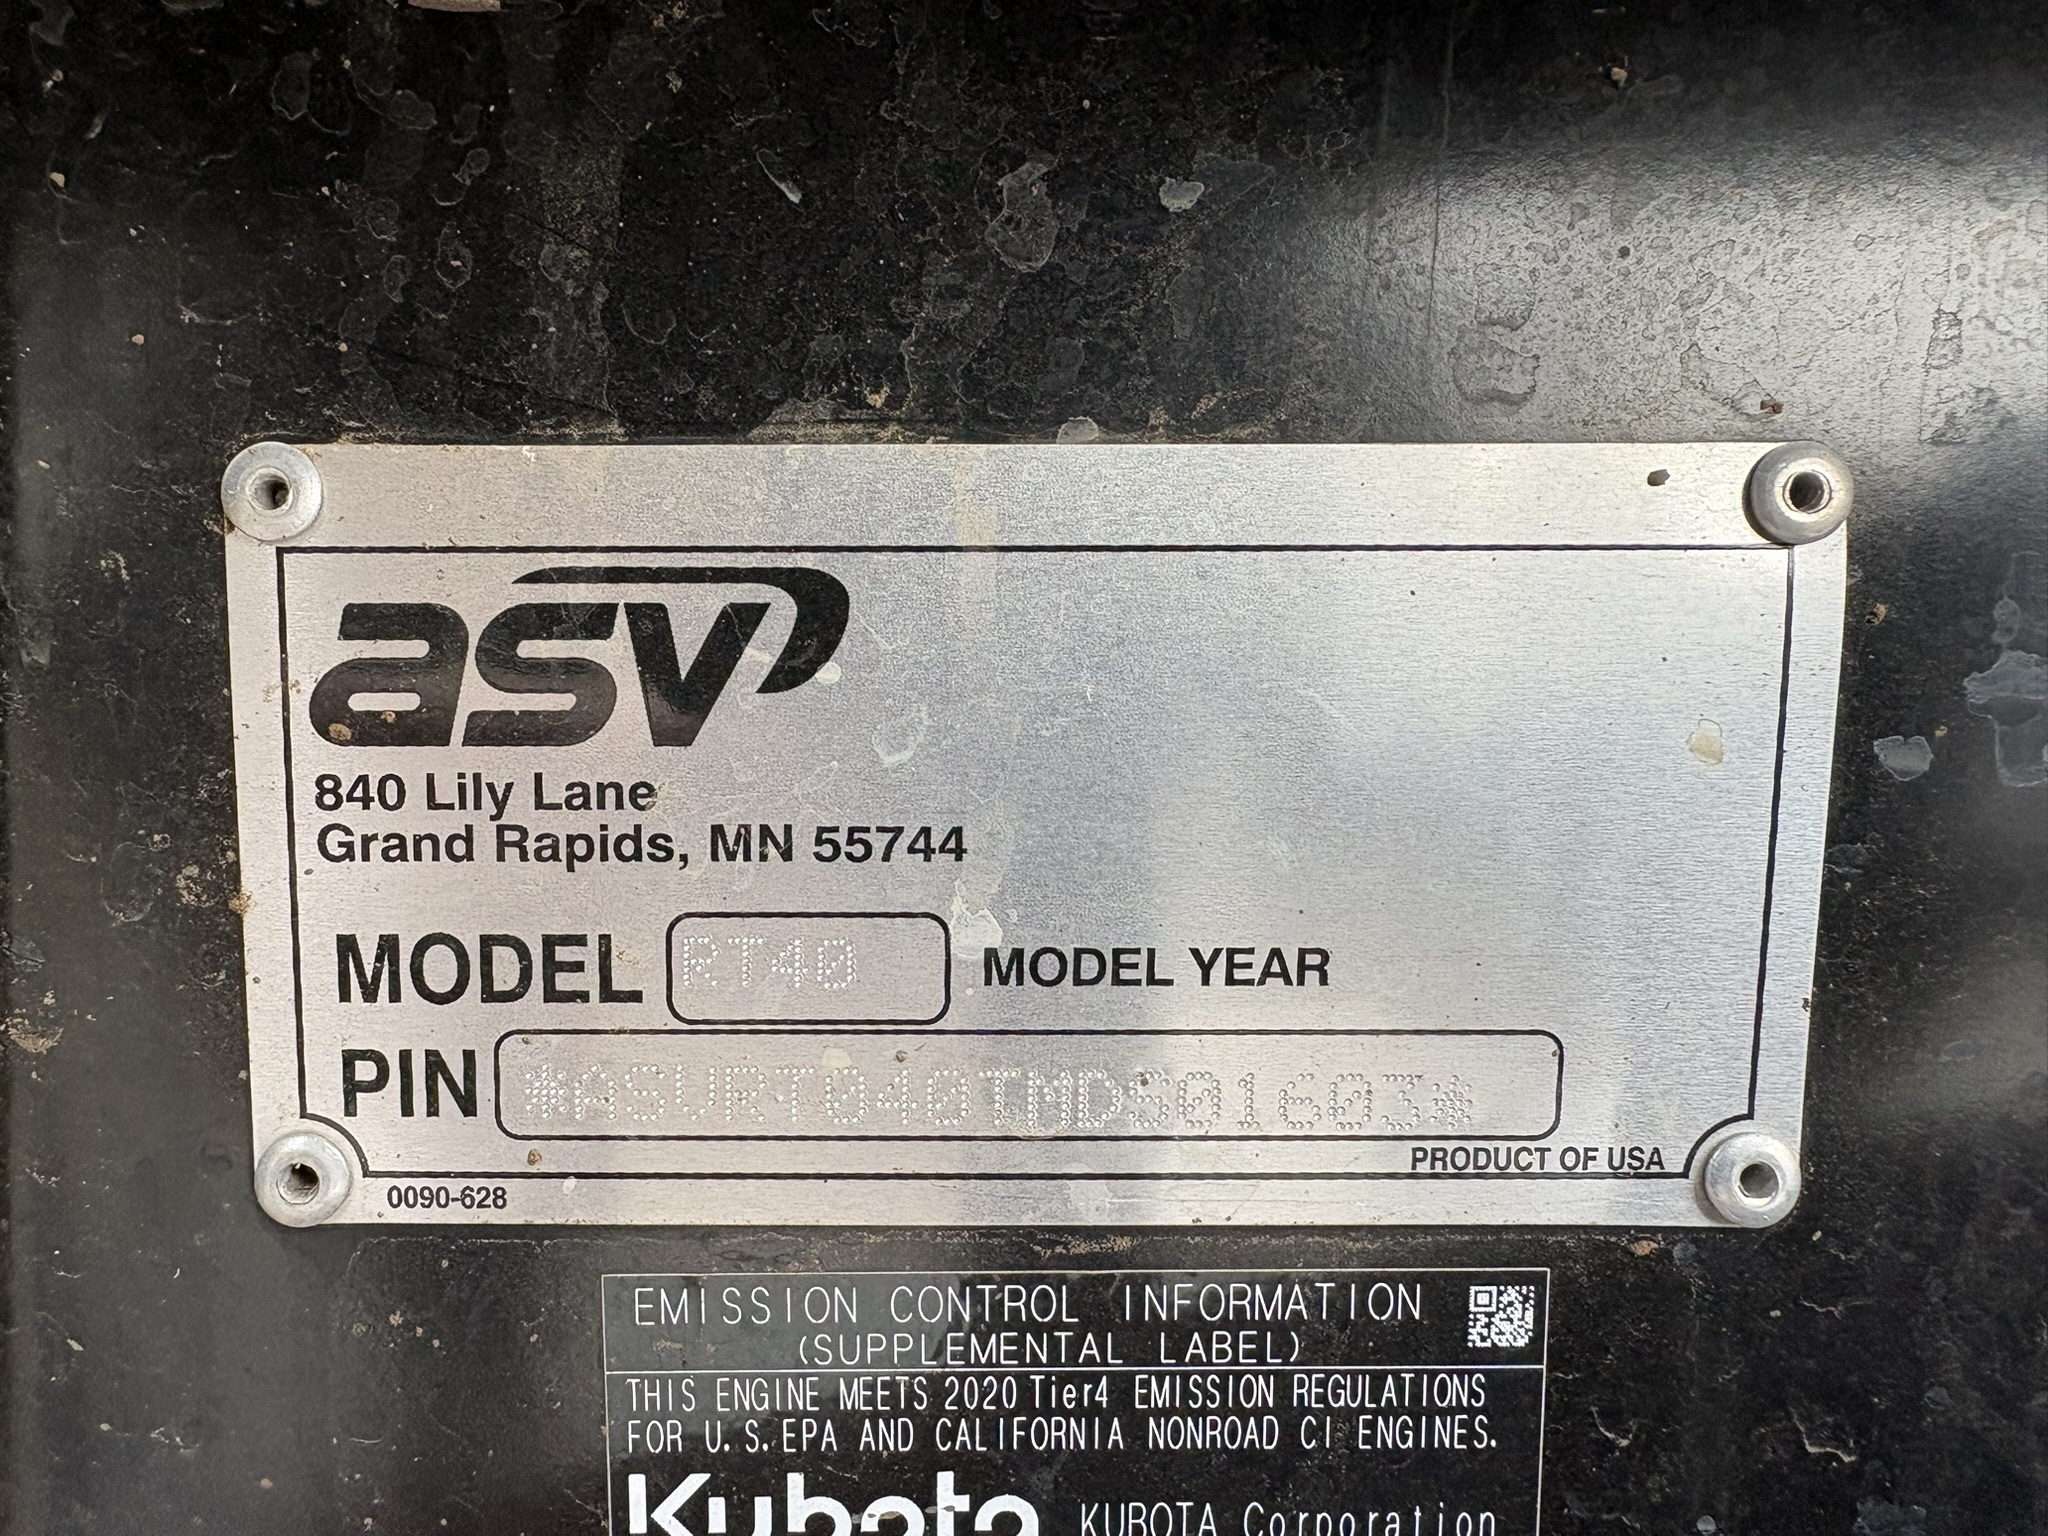 asv
840 Lily Lane
Grand Rapids, MN 55744
MODEL RT40 MODEL YEAR
PIN *ASVRT040TMDS01603*
PRODUCT OF USA
0090-628
EMISSION CONTROL INFORMATION
(SUPPLEMENTAL LABEL)
THIS ENGINE MEETS 2020 Tier4 EMISSION REGULATIONS
FOR U.S.EPA AND CALIFORNIA NONROAD CI ENGINES.
Kubota KUBOTA Corporation